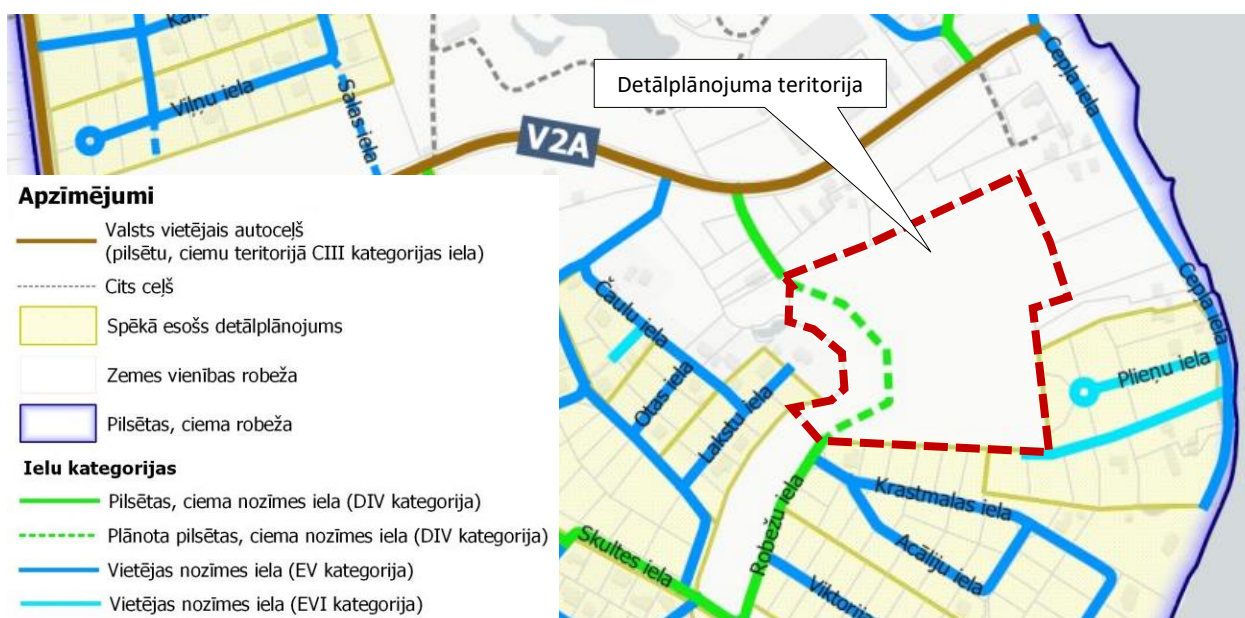 Viļņu iela
Salas iela
V2A
Detālplānojuma teritorija
Cepļa iela
Cepļa iela
Plieņu iela
Čaulu iela
Otas iela
Lakstu iela
Krastmalas iela
Acāliju iela
Robežu iela
Skultes iela
Viktorija
Apzīmējumi
Valsts vietējais autoceļš
(pilsētu, ciemu teritorijā CIII kategorijas iela)
Cits ceļš
Spēkā esošs detālplānojums
Zemes vienības robeža
Pilsētas, ciema robeža
Ielu kategorijas
Pilsētas, ciema nozīmes iela (DIV kategorija)
Plānota pilsētas, ciema nozīmes iela (DIV kategorija)
Vietējas nozīmes iela (EV kategorija)
Vietējas nozīmes iela (EVI kategorija)